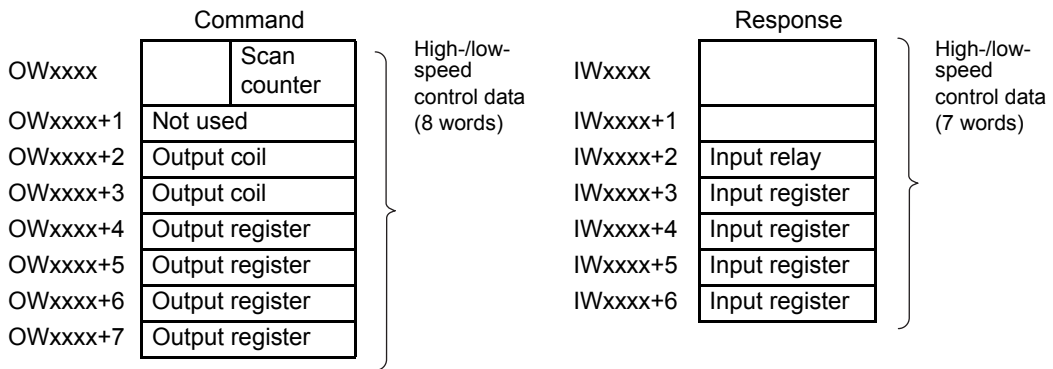 Command
OWxxxx
Scan
counter
OWxxxx+1 Not used
OWxxxx+2 Output coil
OWxxxx+3 Output coil
OWxxxx+4 Output register
OWxxxx+5 Output register
OWxxxx+6 Output register
OWxxxx+7 Output register
High-/low-
speed
control data
(8 words)
Response
IWxxxx
IWxxxx+1
IWxxxx+2 Input relay
IWxxxx+3 Input register
IWxxxx+4 Input register
IWxxxx+5 Input register
IWxxxx+6 Input register
High-/low-
speed
control data
(7 words)